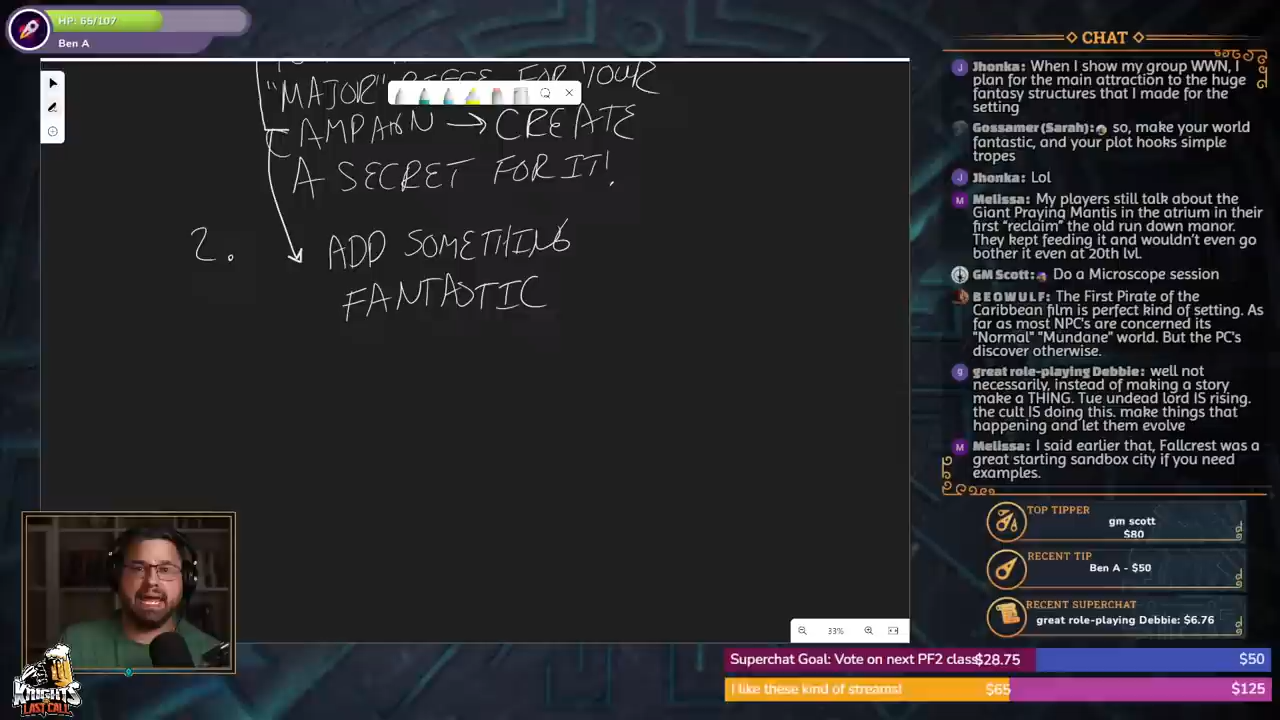 HP: 65/107
Ben A
"MAJOR" PIECE FOR YOUR
CAMPAIGN → CREATE
A SECRET FOR IT!
2. ADD SOMETHING
FANTASTIC
33%
CHAT
Jhonka: When I show my group WWN, I
plan for the main attraction to the huge
fantasy structures that I made for the
setting
Gossamer (Sarah): so, make your world
fantastic, and your plot hooks simple
tropes
Jhonka: Lol
Melissa: My players still talk about the
Giant Praying Mantis in the atrium in their
first "reclaim" the old run down manor.
They kept feeding it and wouldn't even go
bother it even at 20th lvl.
GM Scott: Do a Microscope session
BEOWULF: The First Pirate of the
Caribbean film is perfect kind of setting. As
far as most NPC's are concerned its
"Normal" "Mundane" world. But the PC's
discover otherwise.
great role-playing Debbie: well not
necessarily, instead of making a story
make a THING. Tue undead lord IS rising.
the cult IS doing this. make things that
happening and let them evolve
Melissa: I said earlier that, Fallcrest was a
great starting sandbox city if you need
examples.
TOP TIPPER
gm scott
$80
RECENT TIP
Ben A - $50
RECENT SUPERCHAT
great role-playing Debbie: $6.76
Superchat Goal: Vote on next PF2 class $28.75 $50
I like these kind of streams! $65 $125
KNIGHTS
LAST CALL